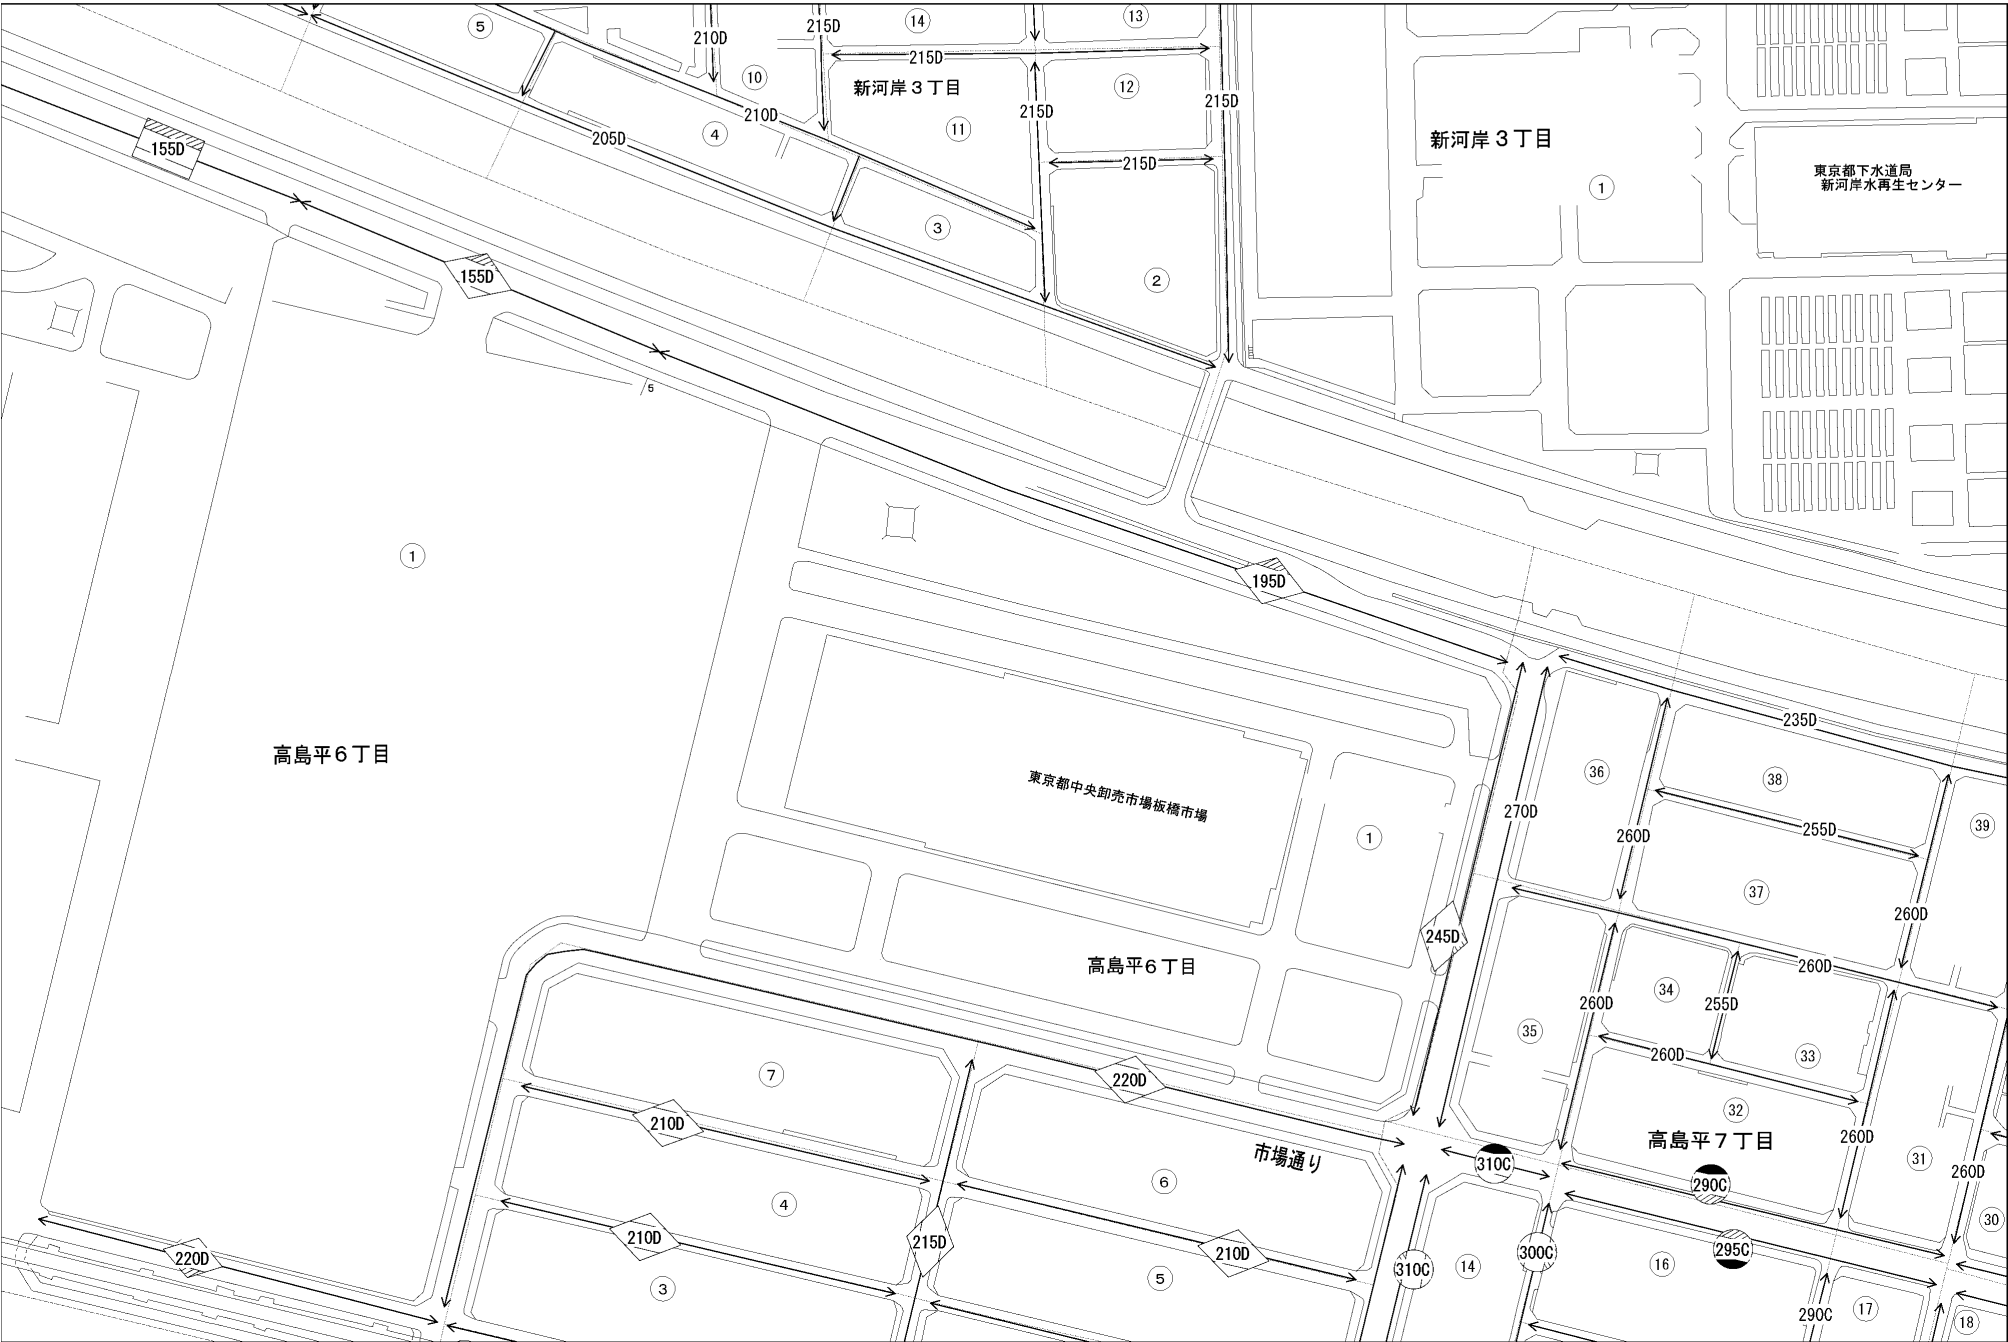 5
210D
215D
14
13
215D
10
新河岸３丁目
12
215D
215D
4
210D
11
205D
新河岸３丁目
155D
215D
東京都下水道局
新河岸水再生センター
1
3
155D
2
5
1
195D
235D
高島平６丁目
36
38
東京都中央卸売市場板橋市場
270D
255D
39
1
260D
37
260D
245D
高島平６丁目
260D
34
260D
255D
35
260D
33
7
220D
32
210D
310C
高島平７丁目
260D
市場通り
31
260D
290C
6
4
30
210D
215D
210D
300C
295C
220D
310C
14
16
3
5
290C
17
18